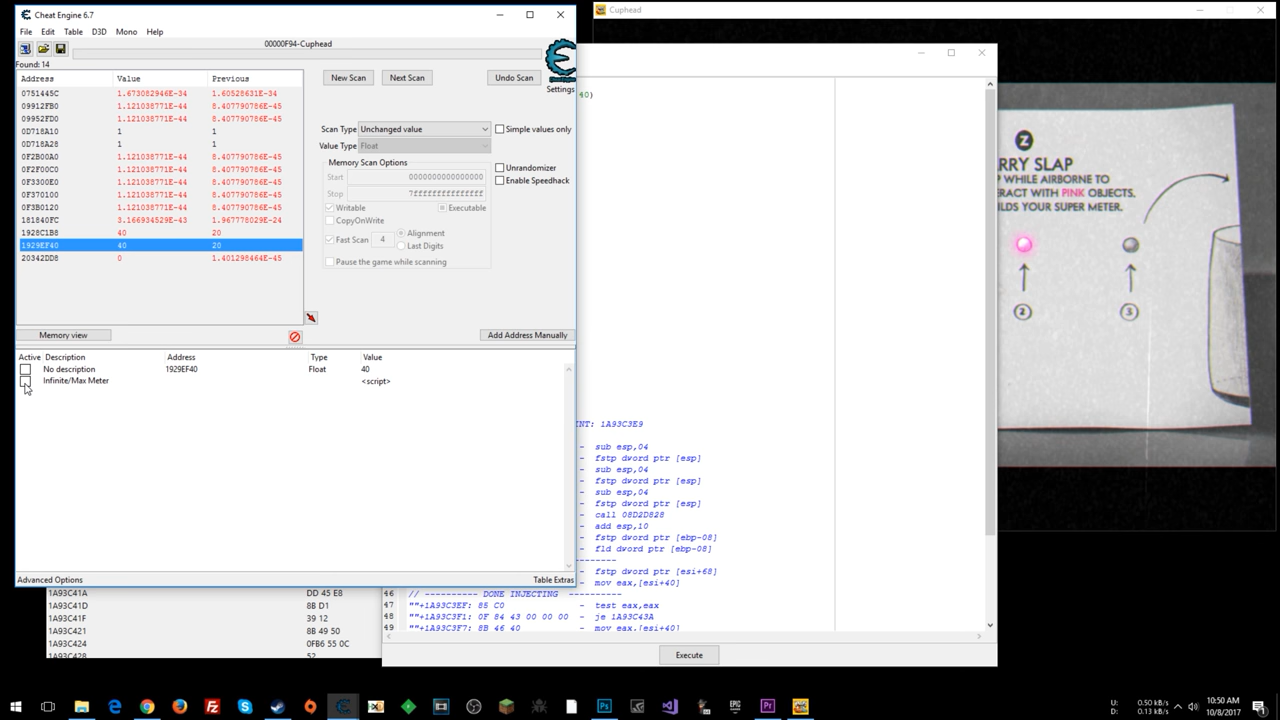 Cheat Engine 6.7
File Edit Table D3D Mono Help
00000F94-Cuphead
Found: 14
Address Value Previous
0751445C 1.673082946E-34 1.60528631E-34
09912FB0 1.121038771E-44 8.407790786E-45
09952FD0 1.121038771E-44 8.407790786E-45
0D718A10 1 1
0D718A28 1 1
0F2B00A0 1.121038771E-44 8.407790786E-45
0F2F00C0 1.121038771E-44 8.407790786E-45
0F3300E0 1.121038771E-44 8.407790786E-45
0F370100 1.121038771E-44 8.407790786E-45
0F3B0120 1.121038771E-44 8.407790786E-45
181840FC 3.166934529E-43 1.967778029E-24
1928C1B8 40 20
1929EF40 40 20
20342DD8 0 1.401298464E-45
New Scan Next Scan Undo Scan
Settings
Scan Type Unchanged value Simple values only
Value Type Float
Memory Scan Options
Unrandomizer
Enable Speedhack
Start 0000000000000000
Stop 7fffffffffffffff
Writable Executable
CopyOnWrite
Fast Scan 4 Alignment
Last Digits
Pause the game while scanning
Memory view Add Address Manually
Active Description Address Type Value
No description 1929EF40 Float 40
Infinite/Max Meter <script>
Advanced Options Table Extras
1A93C41A DD 45 E8
1A93C41D 8B D1
1A93C41F 39 12
1A93C421 8B 49 50
1A93C424 0FB6 55 0C
1A93C428 52
40)
INT: 1A93C3E9
- sub esp,04
- fstp dword ptr [esp]
- sub esp,04
- fstp dword ptr [esp]
- sub esp,04
- fstp dword ptr [esp]
- call 08D2D828
- add esp,10
- fstp dword ptr [ebp-08]
- fld dword ptr [ebp-08]
---------
- fstp dword ptr [esi+68]
- mov eax,[esi+40]
46 // ---------- DONE INJECTING ----------
47 ""+1A93C3EF: 85 C0 - test eax,eax
48 ""+1A93C3F1: 0F 84 43 00 00 00 - je 1A93C43A
49 ""+1A93C3F7: 8B 46 40 - mov eax,[esi+40]
Execute
Cuphead
Z
RRY SLAP
P WHILE AIRBORNE TO
ERACT WITH PINK OBJECTS.
ILDS YOUR SUPER METER.
2 3
U: 0.50 kB/s
D: 0.13 kB/s
10:50 AM
10/8/2017